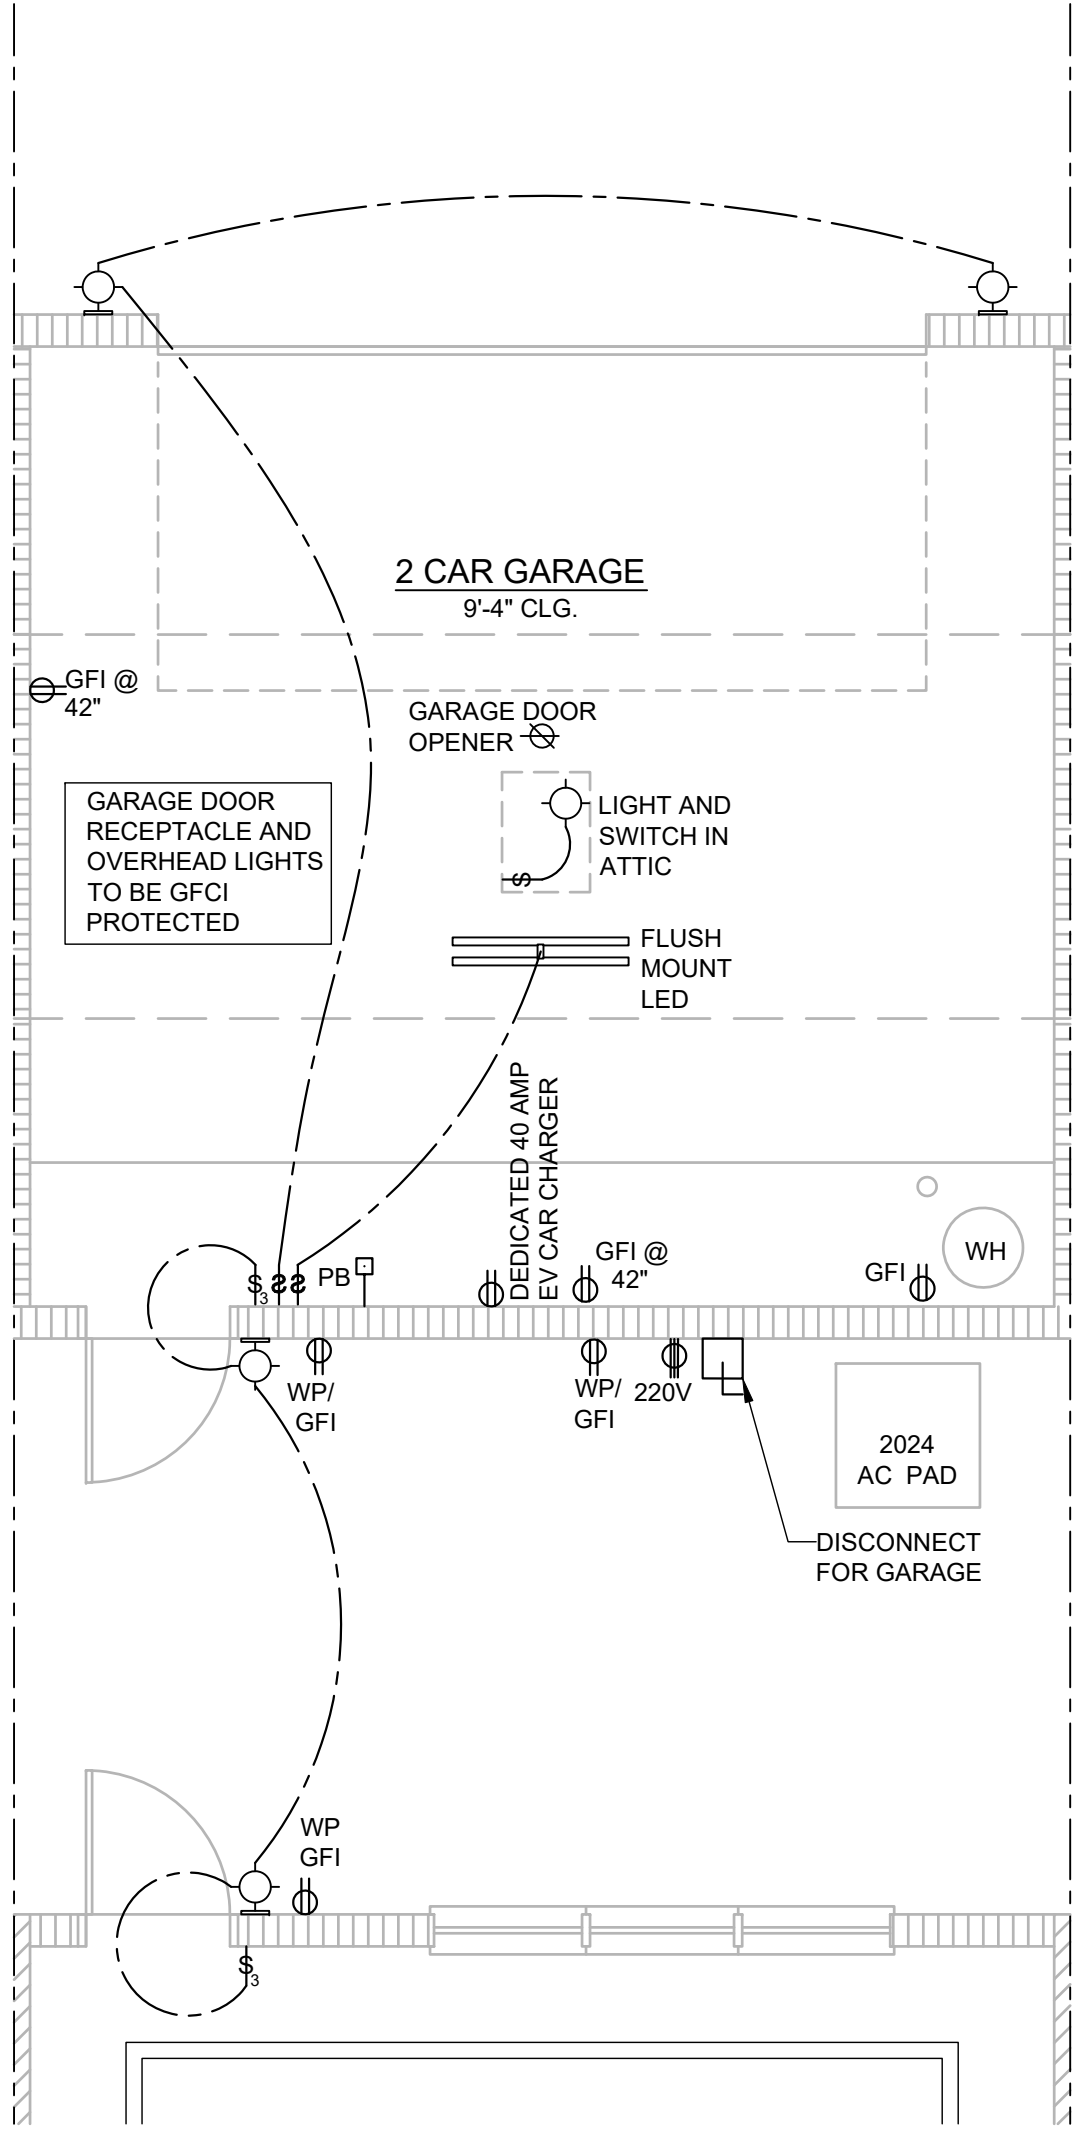 2 CAR GARAGE
9'-4" CLG.
GFI @
42"
GARAGE DOOR
OPENER
GARAGE DOOR
RECEPTACLE AND
OVERHEAD LIGHTS
TO BE GFCI
PROTECTED
LIGHT AND
SWITCH IN
ATTIC
S
FLUSH
MOUNT
LED
DEDICATED 40 AMP
EV CAR CHARGER
S3 S S
PB
GFI @
42"
GFI
WH
WP/
GFI
WP/
GFI
220V
2024
AC PAD
DISCONNECT
FOR GARAGE
WP
GFI
S3